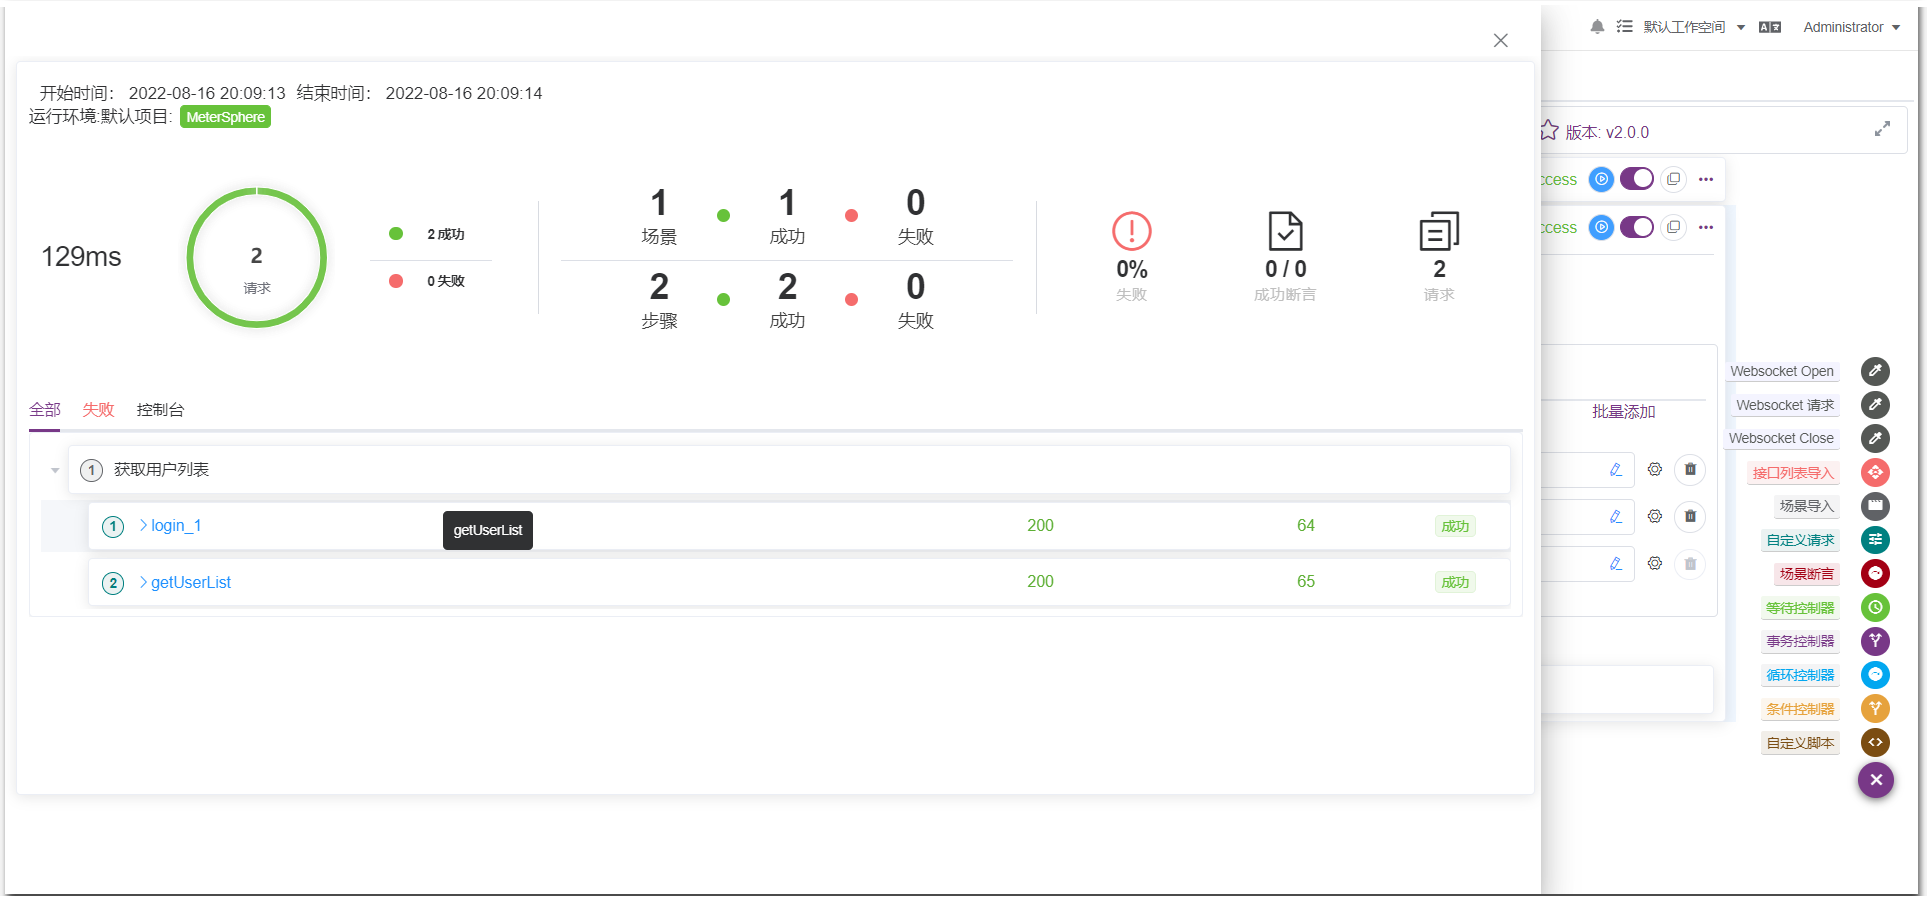 默认工作空间
Administrator
开始时间： 2022-08-16 20:09:13 结束时间： 2022-08-16 20:09:14
运行环境:默认项目: MeterSphere
版本: v2.0.0
ccess
ccess
129ms
2
请求
2 成功
0 失败
1
场景
1
成功
0
失败
2
步骤
2
成功
0
失败
0%
失败
0 / 0
成功断言
2
请求
全部 失败 控制台
1 获取用户列表
1 login_1 200 64 成功
getUserList
2 getUserList 200 65 成功
批量添加
Websocket Open
Websocket 请求
Websocket Close
接口列表导入
场景导入
自定义请求
场景断言
等待控制器
事务控制器
循环控制器
条件控制器
自定义脚本